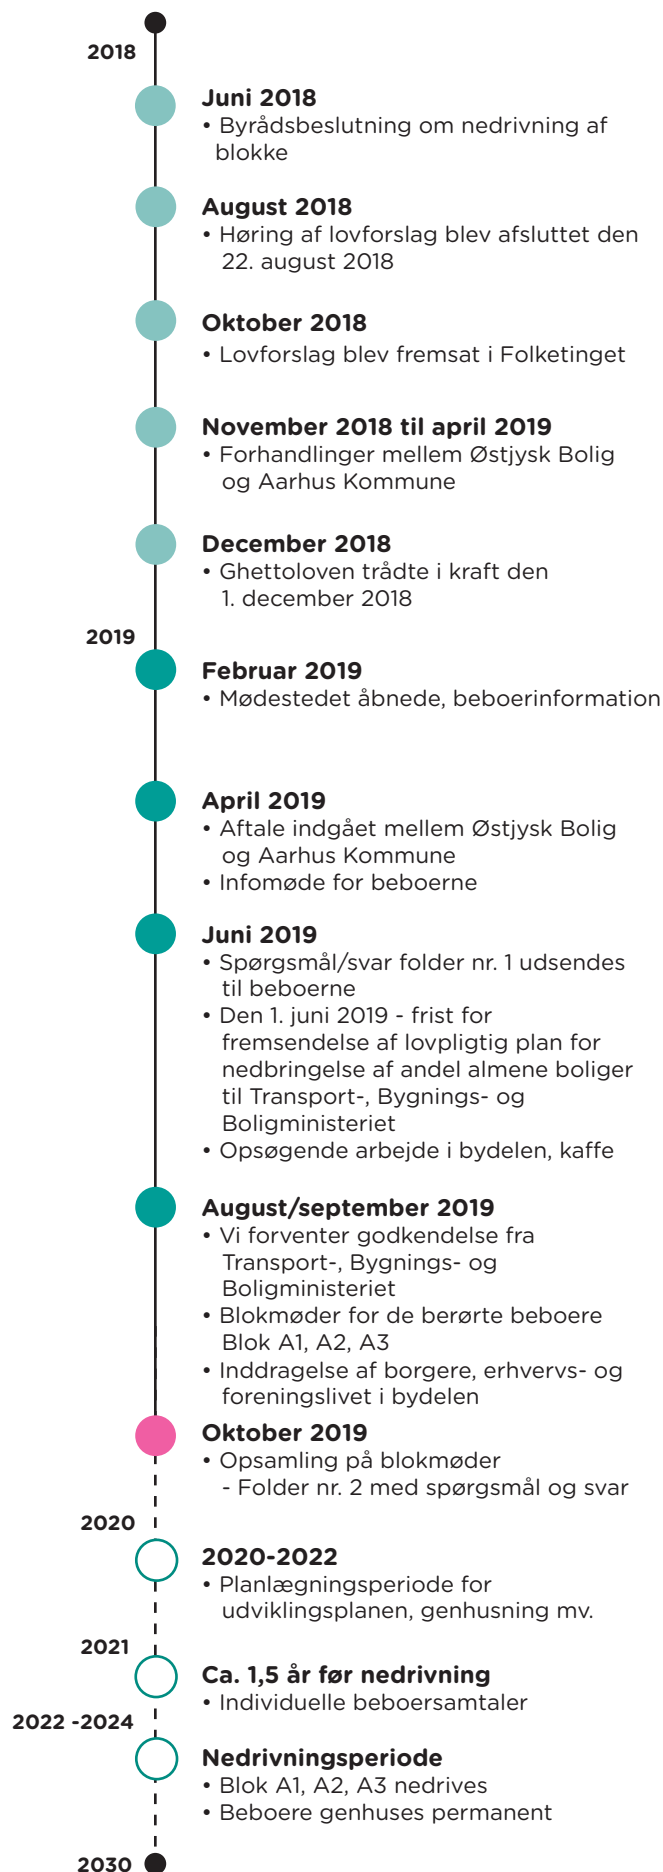 2018
Juni 2018
• Byrådsbeslutning om nedrivning af
blokke
August 2018
• Høring af lovforslag blev afsluttet den
22. august 2018
Oktober 2018
• Lovforslag blev fremsat i Folketinget
November 2018 til april 2019
• Forhandlinger mellem Østjysk Bolig
og Aarhus Kommune
December 2018
• Ghettoloven trådte i kraft den
1. december 2018
2019
Februar 2019
• Mødestedet åbnede, beboerinformation
April 2019
• Aftale indgået mellem Østjysk Bolig
og Aarhus Kommune
• Infomøde for beboerne
Juni 2019
• Spørgsmål/svar folder nr. 1 udsendes
til beboerne
• Den 1. juni 2019 - frist for
fremsendelse af lovpligtig plan for
nedbringelse af andel almene boliger
til Transport-, Bygnings- og
Boligministeriet
• Opsøgende arbejde i bydelen, kaffe
August/september 2019
• Vi forventer godkendelse fra
Transport-, Bygnings- og
Boligministeriet
• Blokmøder for de berørte beboere
Blok A1, A2, A3
• Inddragelse af borgere, erhvervs- og
foreningslivet i bydelen
Oktober 2019
• Opsamling på blokmøder
- Folder nr. 2 med spørgsmål og svar
2020
2020-2022
• Planlægningsperiode for
udviklingsplanen, genhusning mv.
2021
Ca. 1,5 år før nedrivning
• Individuelle beboersamtaler
2022 -2024
Nedrivningsperiode
• Blok A1, A2, A3 nedrives
• Beboere genhuses permanent
2030